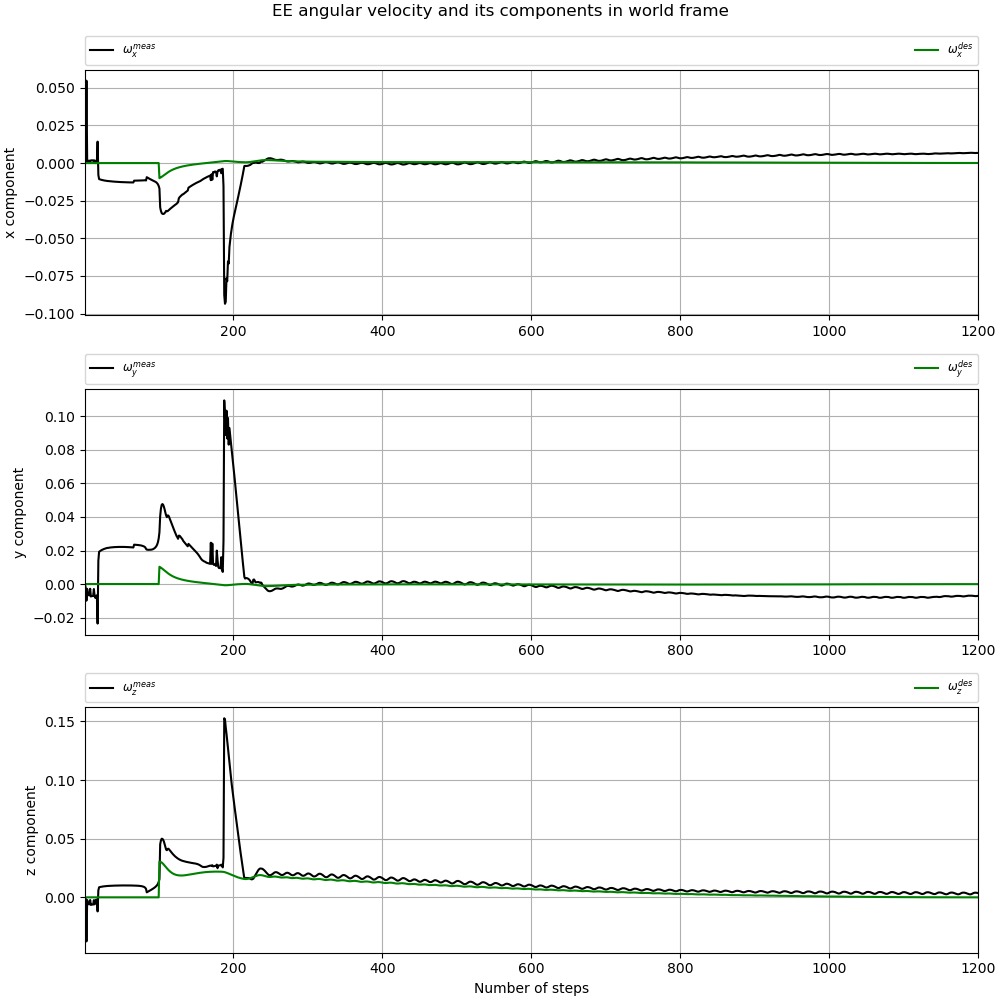 EE angular velocity and its components in world frame
ω_x^meas ω_x^des
0.050
0.025
0.000
−0.025
−0.050
−0.075
−0.100
x component
200 400 600 800 1000 1200
ω_y^meas ω_y^des
0.10
0.08
0.06
0.04
0.02
0.00
−0.02
y component
200 400 600 800 1000 1200
ω_z^meas ω_z^des
0.15
0.10
0.05
0.00
z component
200 400 600 800 1000 1200
Number of steps